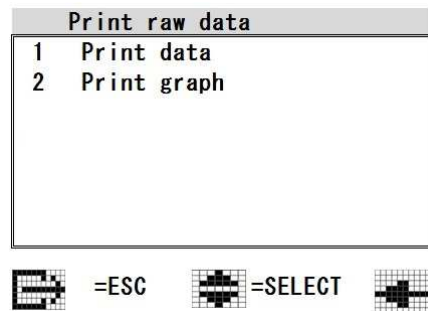 Print raw data
1 Print data
2 Print graph
=ESC =SELECT